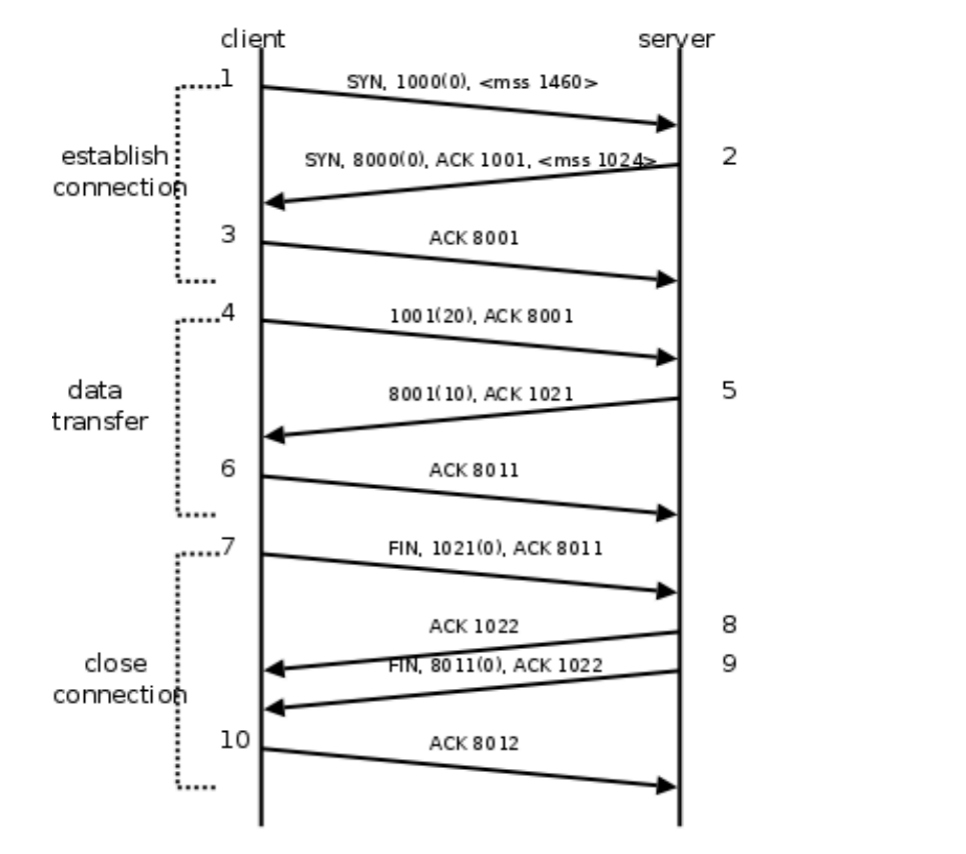 client
server
1
SYN, 1000(0), <mss 1460>
SYN, 8000(0), ACK 1001, <mss 1024>
2
establish
connection
3
ACK 8001
4
1001(20), ACK 8001
data
transfer
8001(10), ACK 1021
5
6
ACK 8011
7
FIN, 1021(0), ACK 8011
ACK 1022
8
close
connection
FIN, 8011(0), ACK 1022
9
10
ACK 8012